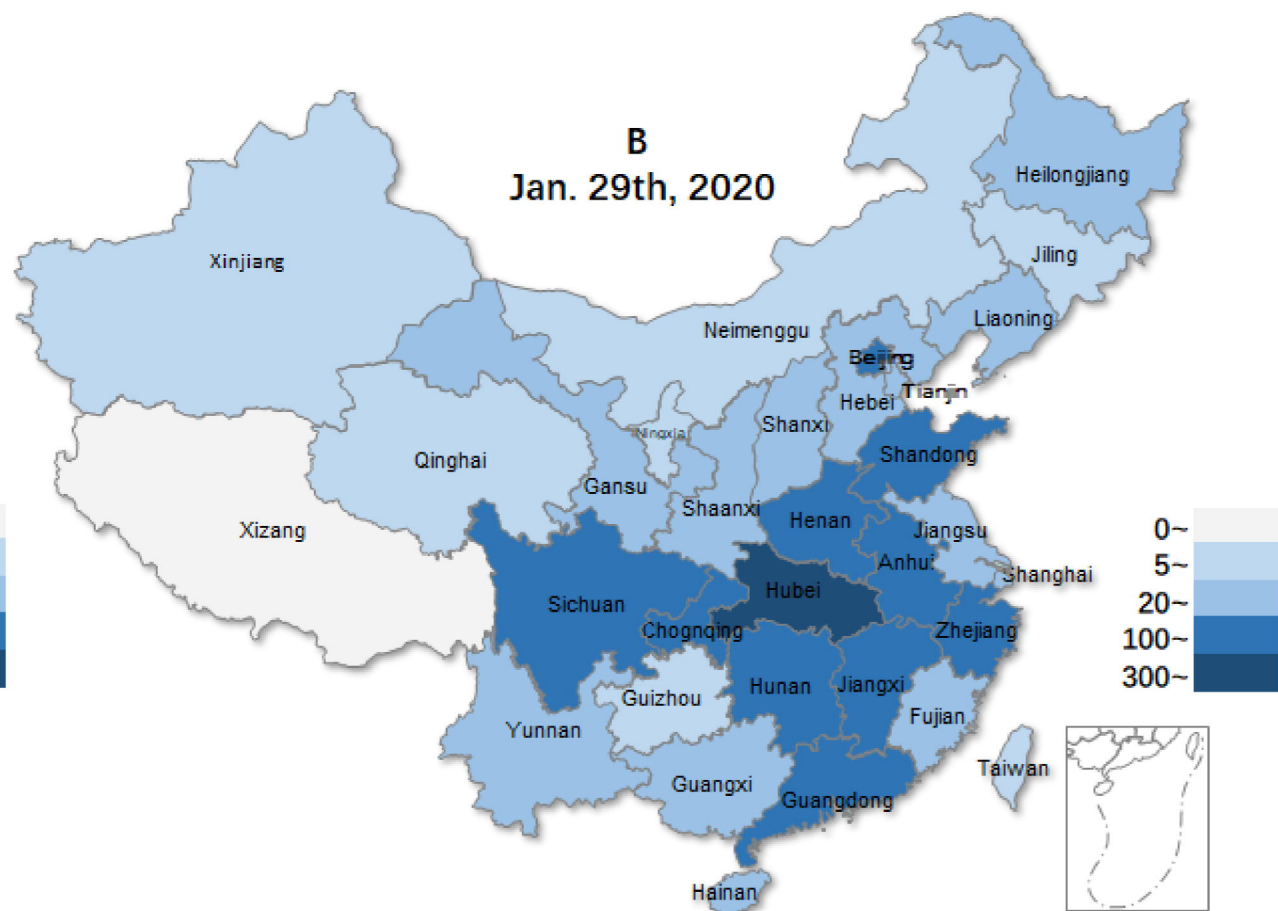 B
Jan. 29th, 2020
Heilongjiang
Xinjiang
Jiling
Neimenggu
Liaoning
Beijing
Tianjin
Hebei
Shanxi
Ningxia
Shandong
Qinghai
Gansu
Shaanxi
Xizang
Henan
Jiangsu
Anhui
Shanghai
Hubei
Sichuan
Chognqing
Zhejiang
Hunan
Jiangxi
Guizhou
Fujian
Yunnan
Taiwan
Guangxi
Guangdong
Hainan
0~
5~
20~
100~
300~